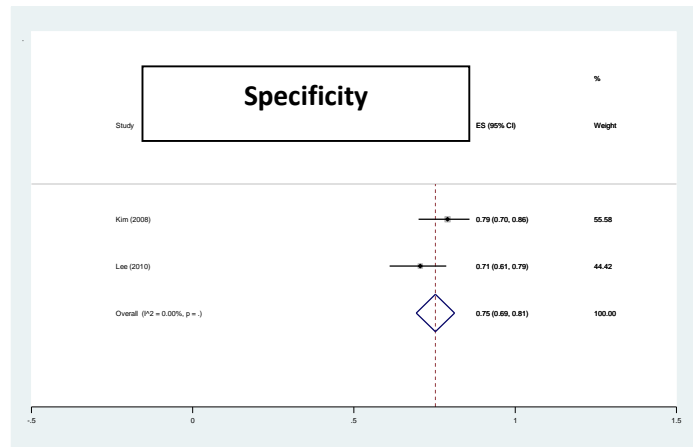 Specificity
%
Study ES (95% CI) Weight
Kim (2008) 0.79 (0.70, 0.86) 55.58
Lee (2010) 0.71 (0.61, 0.79) 44.42
Overall (I^2 = 0.00%, p = .) 0.75 (0.69, 0.81) 100.00
-.5 0 .5 1 1.5